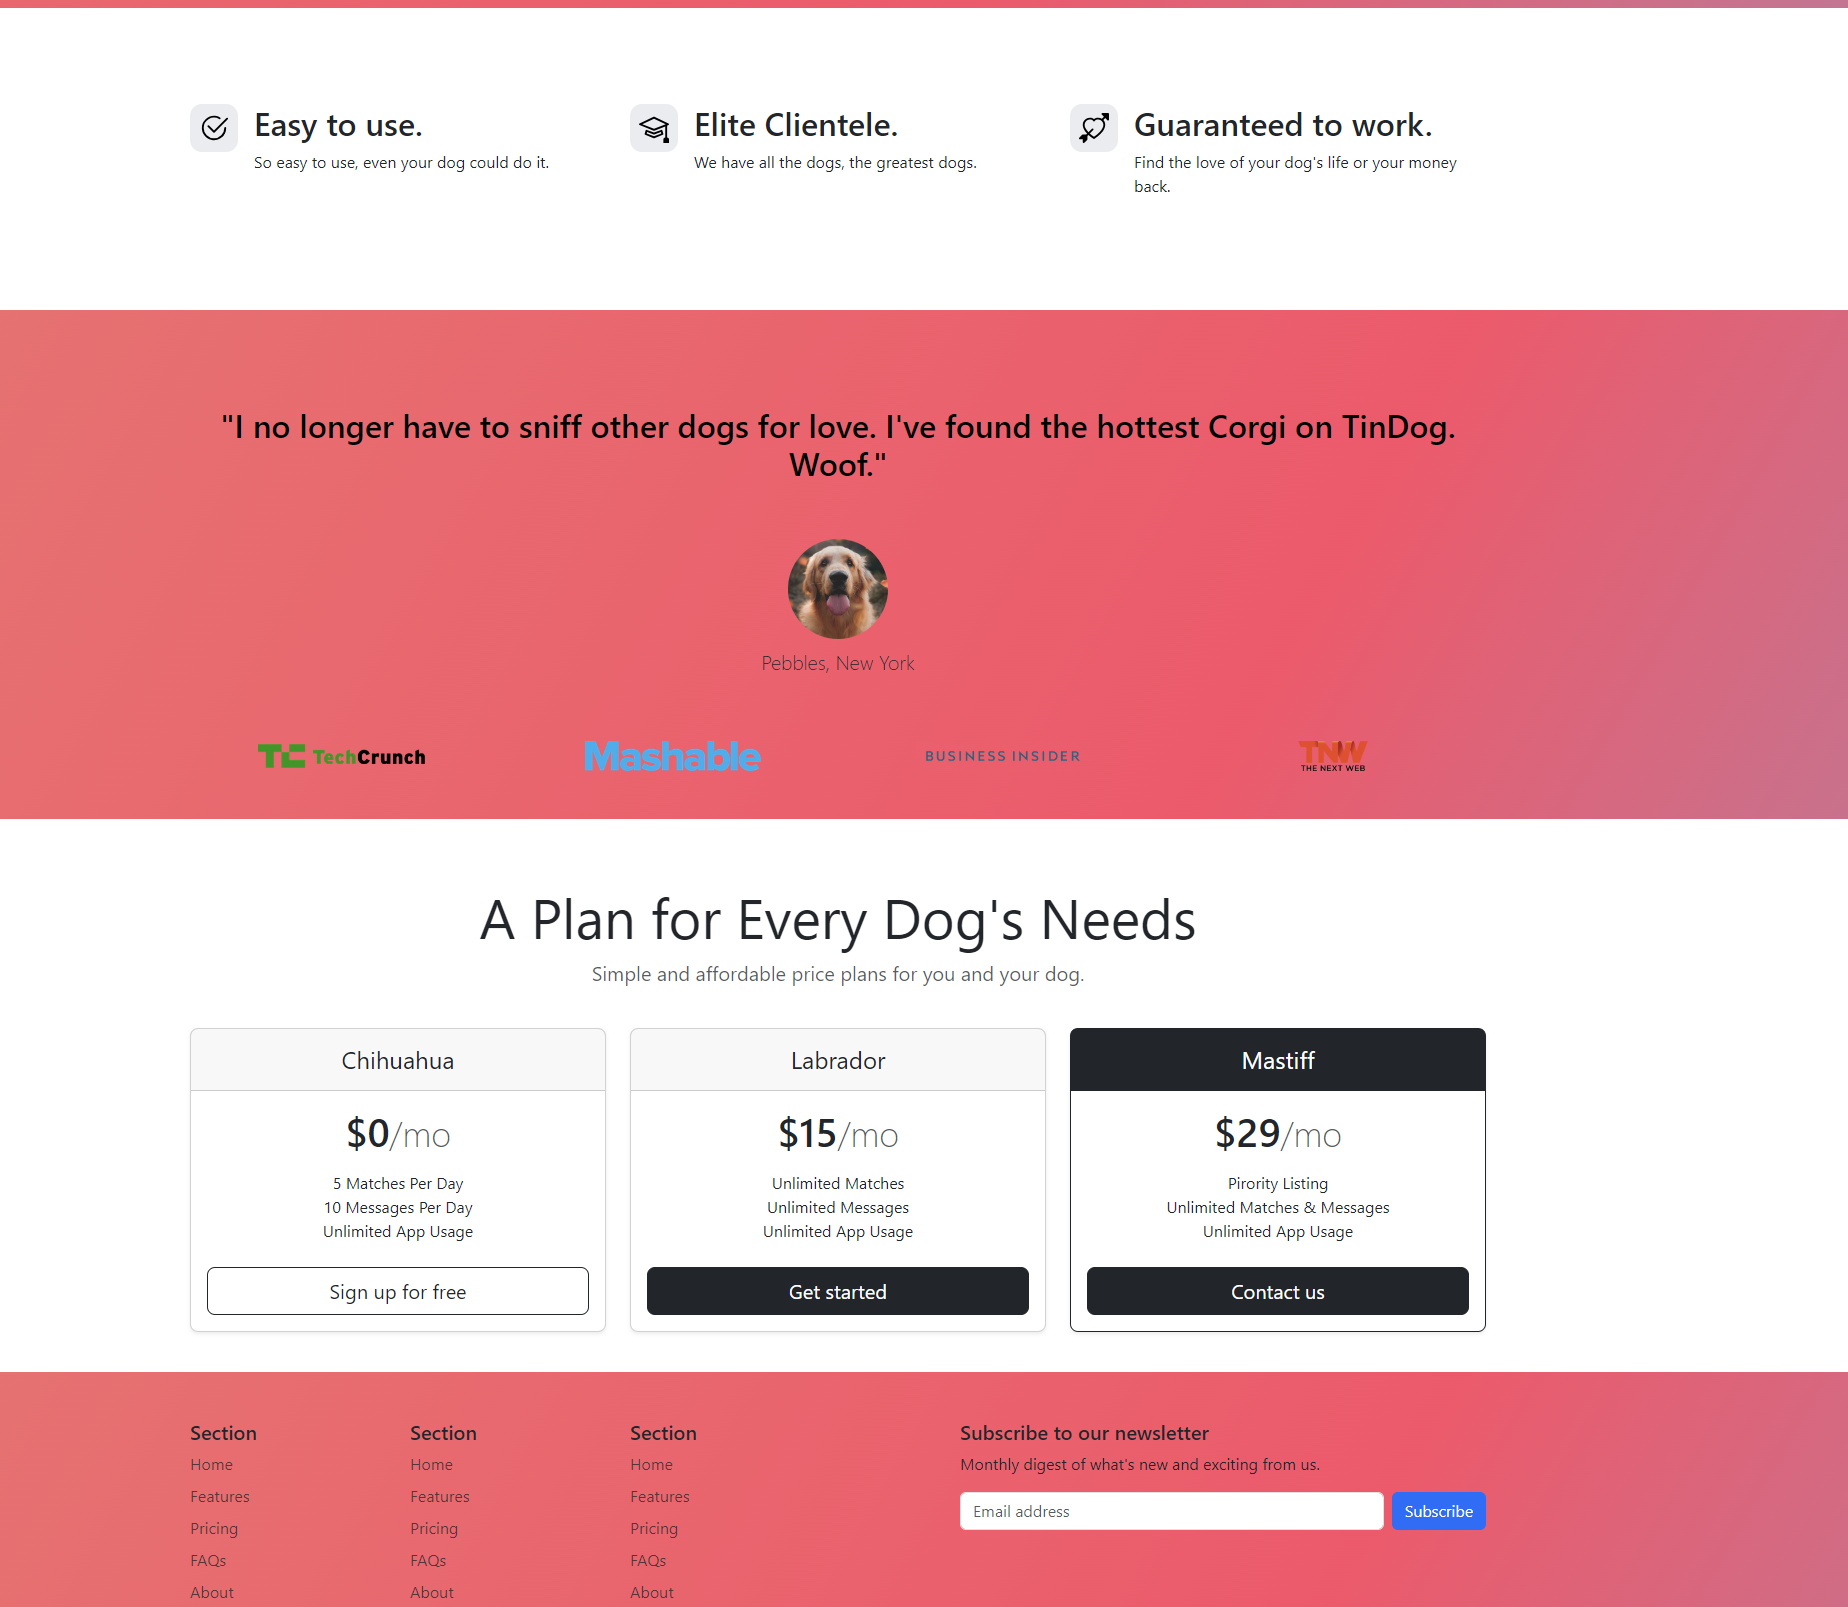 Easy to use.
So easy to use, even your dog could do it.
Elite Clientele.
We have all the dogs, the greatest dogs.
Guaranteed to work.
Find the love of your dog's life or your money
back.
"I no longer have to sniff other dogs for love. I've found the hottest Corgi on TinDog.
Woof."
Pebbles, New York
TC TechCrunch
Mashable
BUSINESS INSIDER
TNW
THE NEXT WEB
A Plan for Every Dog's Needs
Simple and affordable price plans for you and your dog.
Chihuahua
$0/mo
5 Matches Per Day
10 Messages Per Day
Unlimited App Usage
Sign up for free
Labrador
$15/mo
Unlimited Matches
Unlimited Messages
Unlimited App Usage
Get started
Mastiff
$29/mo
Pirority Listing
Unlimited Matches & Messages
Unlimited App Usage
Contact us
Section
Home
Features
Pricing
FAQs
About
Section
Home
Features
Pricing
FAQs
About
Section
Home
Features
Pricing
FAQs
About
Subscribe to our newsletter
Monthly digest of what's new and exciting from us.
Email address
Subscribe